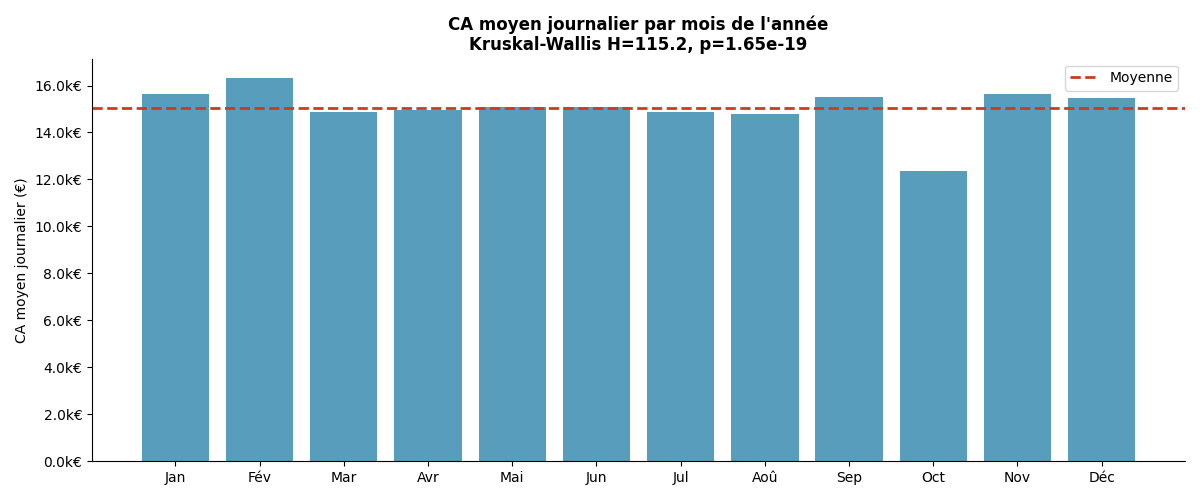 CA moyen journalier par mois de l'année
Kruskal-Wallis H=115.2, p=1.65e-19
Moyenne
CA moyen journalier (€)
16.0k€
14.0k€
12.0k€
10.0k€
8.0k€
6.0k€
4.0k€
2.0k€
0.0k€
Jan Fév Mar Avr Mai Jun Jul Aoû Sep Oct Nov Déc